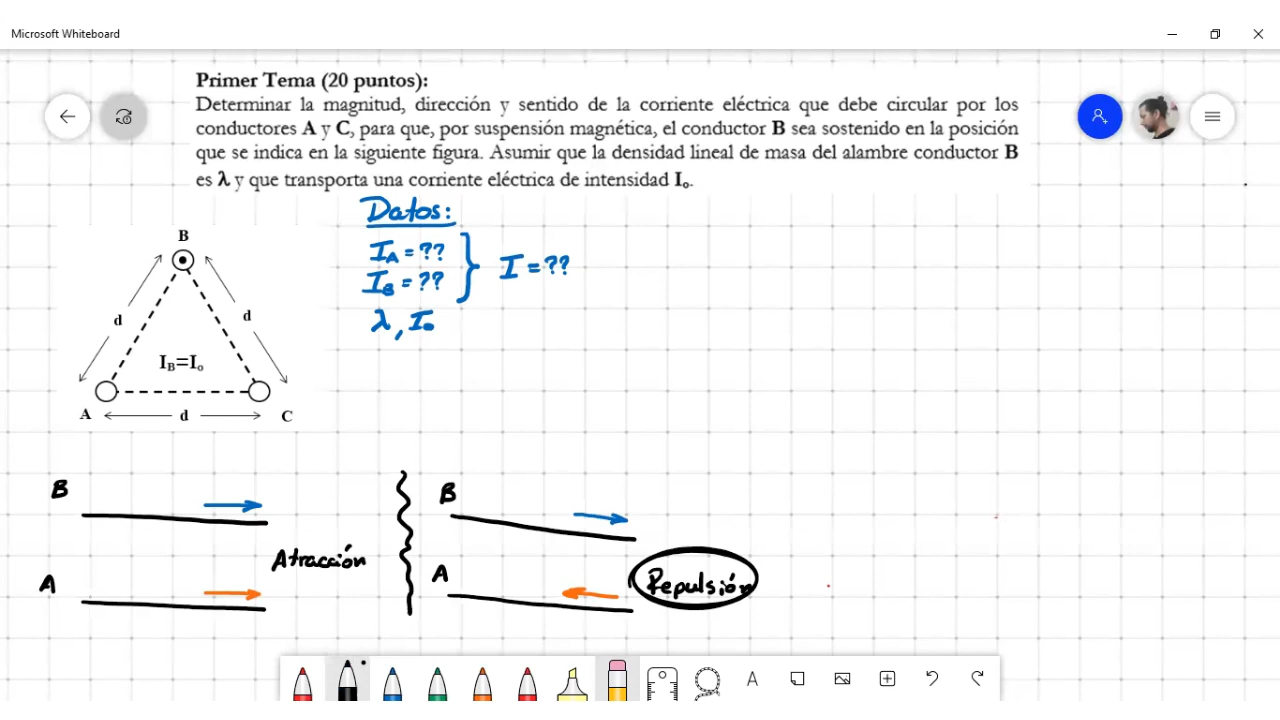 Microsoft Whiteboard
Primer Tema (20 puntos):
Determinar la magnitud, dirección y sentido de la corriente eléctrica que debe circular por los
conductores A y C, para que, por suspensión magnética, el conductor B sea sostenido en la posición
que se indica en la siguiente figura. Asumir que la densidad lineal de masa del alambre conductor B
es λ y que transporta una corriente eléctrica de intensidad I₀.
Datos:
I_A = ??
I_B = ??
I = ??
λ, I₀
B
d
d
I_B=I₀
A
d
C
B
A
Atracción
B
A
Repulsión
A